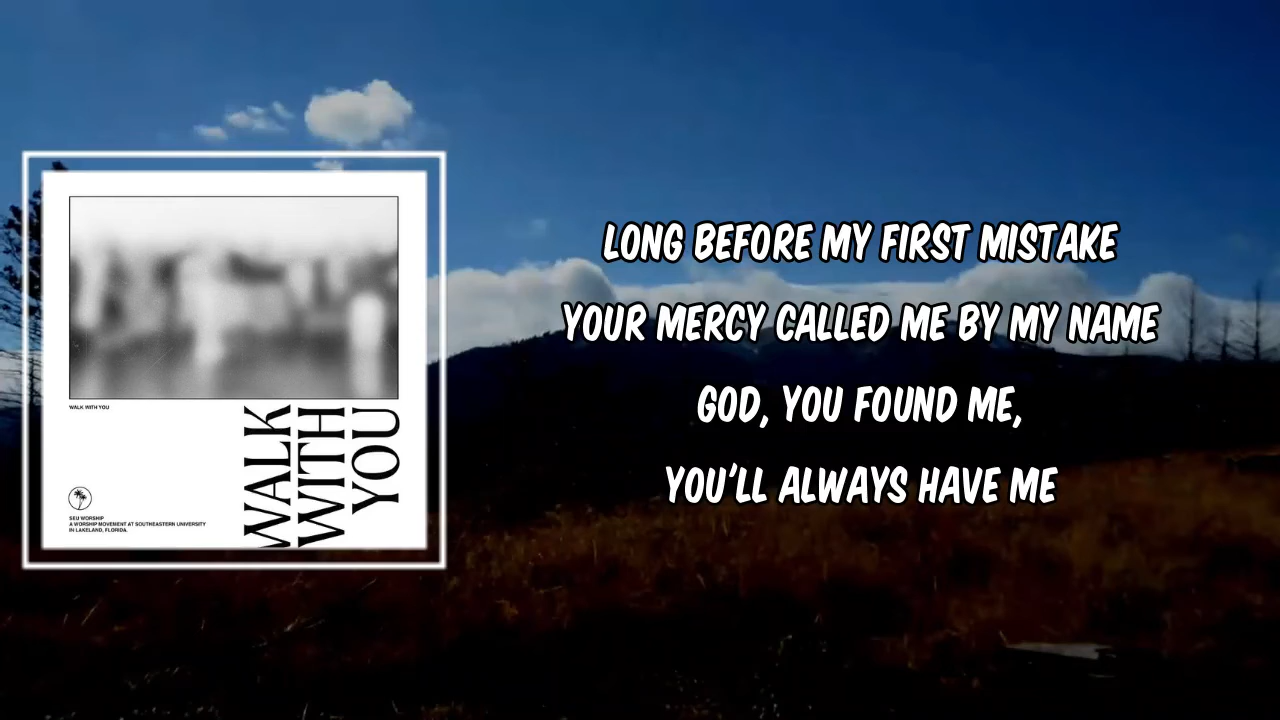 WALK WITH YOU
WALK
WITH
YOU
SEU WORSHIP
A WORSHIP MOVEMENT AT SOUTHEASTERN UNIVERSITY
IN LAKELAND, FLORIDA.
LONG BEFORE MY FIRST MISTAKE
YOUR MERCY CALLED ME BY MY NAME
GOD, YOU FOUND ME,
YOU'LL ALWAYS HAVE ME